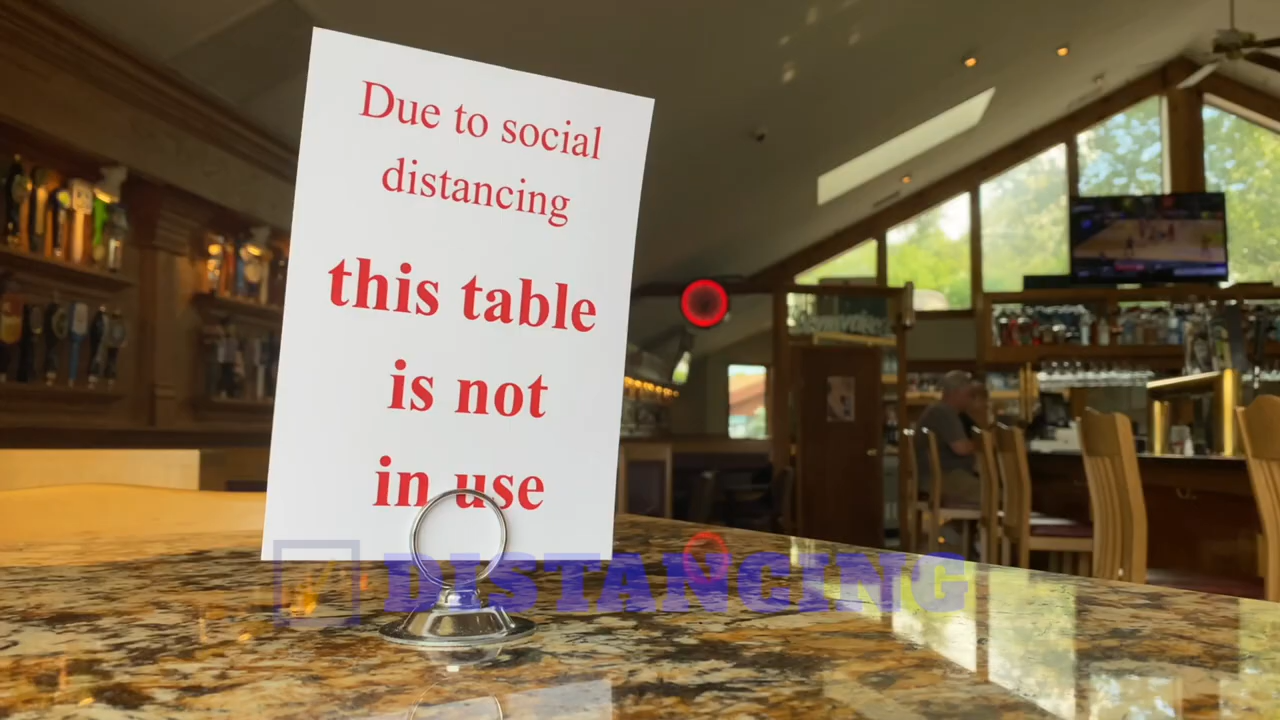 Due to social
distancing
this table
is not
in use
DISTANCING